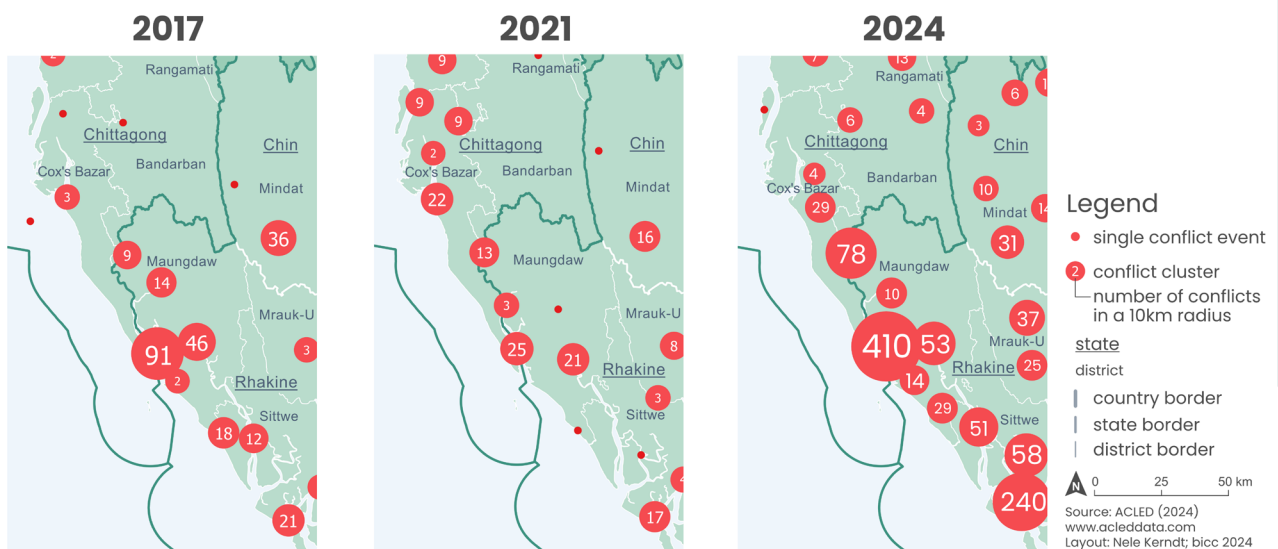 2017
2
Rangamati
Chittagong
Chin
Bandarban
Cox's Bazar
Mindat
3
36
9
Maungdaw
14
Mrauk-U
46
91
3
2
Rhakine
Sittwe
18
12
21
2021
9
Rangamati
9
9
Chittagong
Chin
2
Bandarban
Cox's Bazar
Mindat
22
16
13
Maungdaw
3
Mrauk-U
25
8
21
Rhakine
3
Sittwe
4
17
2024
7
13
Rangamati
1
6
4
6
3
Chittagong
Chin
4
Bandarban
Cox's Bazar
10
29
Mindat
14
31
78
Maungdaw
10
37
410
53
Mrauk-U
Rhakine
25
14
29
Sittwe
51
58
240
Legend
single conflict event
2
conflict cluster
number of conflicts
in a 10km radius
state
district
country border
state border
district border
N
0 25 50 km
Source: ACLED (2024)
www.acleddata.com
Layout: Nele Kerndt; bicc 2024